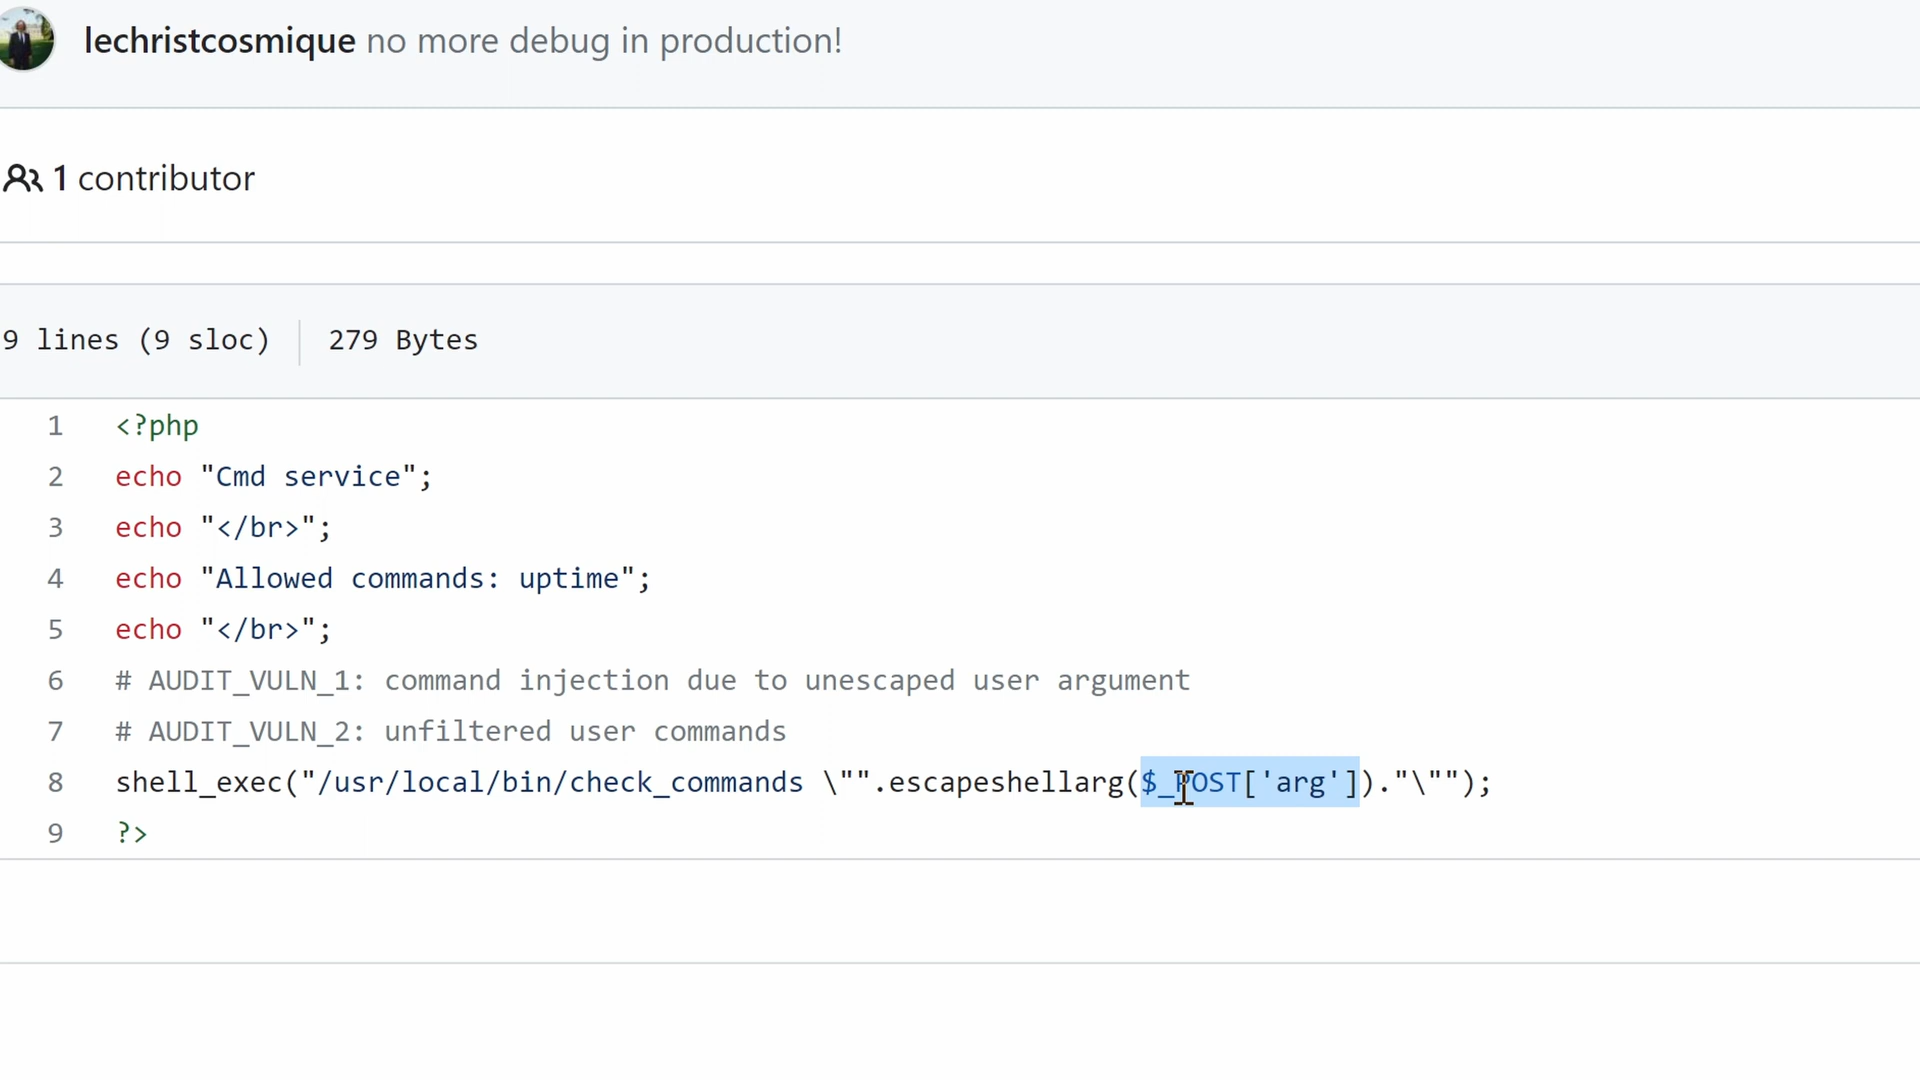 lechristcosmique no more debug in production!
1 contributor
9 lines (9 sloc) 279 Bytes
1 <?php
2 echo "Cmd service";
3 echo "</br>";
4 echo "Allowed commands: uptime";
5 echo "</br>";
6 # AUDIT_VULN_1: command injection due to unescaped user argument
7 # AUDIT_VULN_2: unfiltered user commands
8 shell_exec("/usr/local/bin/check_commands \"".escapeshellarg($_POST['arg'])."\"");
9 ?>